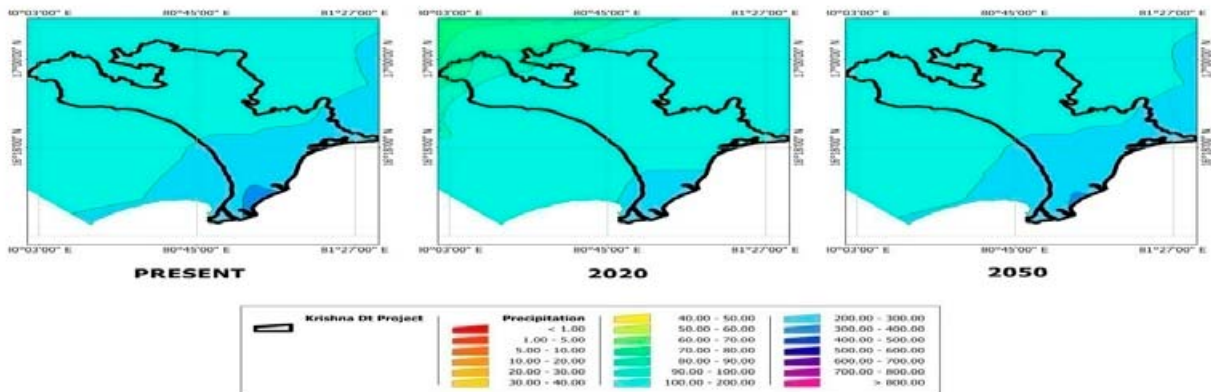 80°45'00" E
81°27'00" E
80°45'00" E
81°27'00" E
80°45'00" E
81°27'00" E
17°00'00" N
17°00'00" N
17°00'00" N
80°45'00" E
81°27'00" E
80°45'00" E
81°27'00" E
80°45'00" E
81°27'00" E
PRESENT
2020
2050
Krishna Dt Project
Precipitation
< 1.00
1.00 - 5.00
5.00 - 10.00
10.00 - 20.00
20.00 - 30.00
30.00 - 40.00
40.00 - 50.00
50.00 - 60.00
60.00 - 70.00
70.00 - 80.00
80.00 - 90.00
90.00 - 100.00
100.00 - 200.00
200.00 - 300.00
300.00 - 400.00
400.00 - 500.00
500.00 - 600.00
600.00 - 700.00
700.00 - 800.00
> 800.00